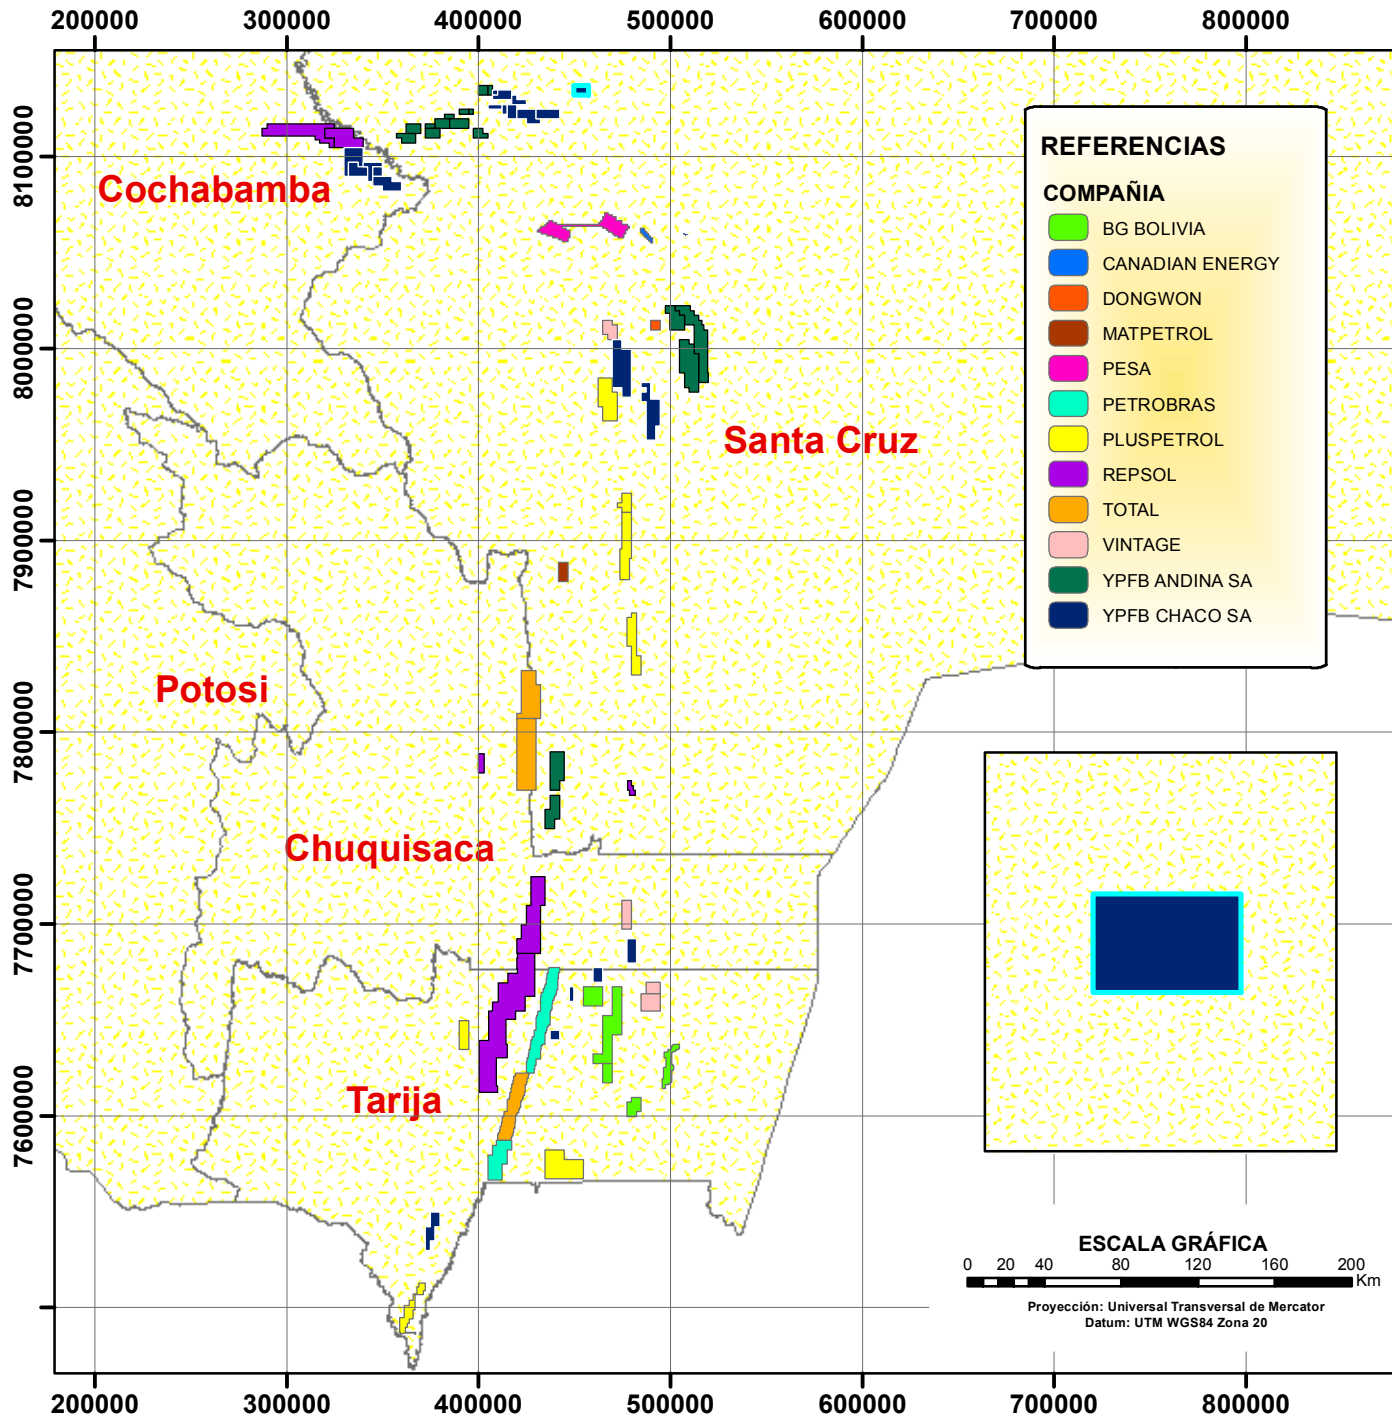 200000 300000 400000 500000 600000 700000 800000
8100000
8000000
7900000
7800000
7700000
7600000
Cochabamba
Santa Cruz
Potosi
Chuquisaca
Tarija
REFERENCIAS
COMPAÑIA
BG BOLIVIA
CANADIAN ENERGY
DONGWON
MATPETROL
PESA
PETROBRAS
PLUSPETROL
REPSOL
TOTAL
VINTAGE
YPFB ANDINA SA
YPFB CHACO SA
ESCALA GRÁFICA
0 20 40 80 120 160 200
Km
Proyección: Universal Transversal de Mercator
Datum: UTM WGS84 Zona 20
200000 300000 400000 500000 600000 700000 800000